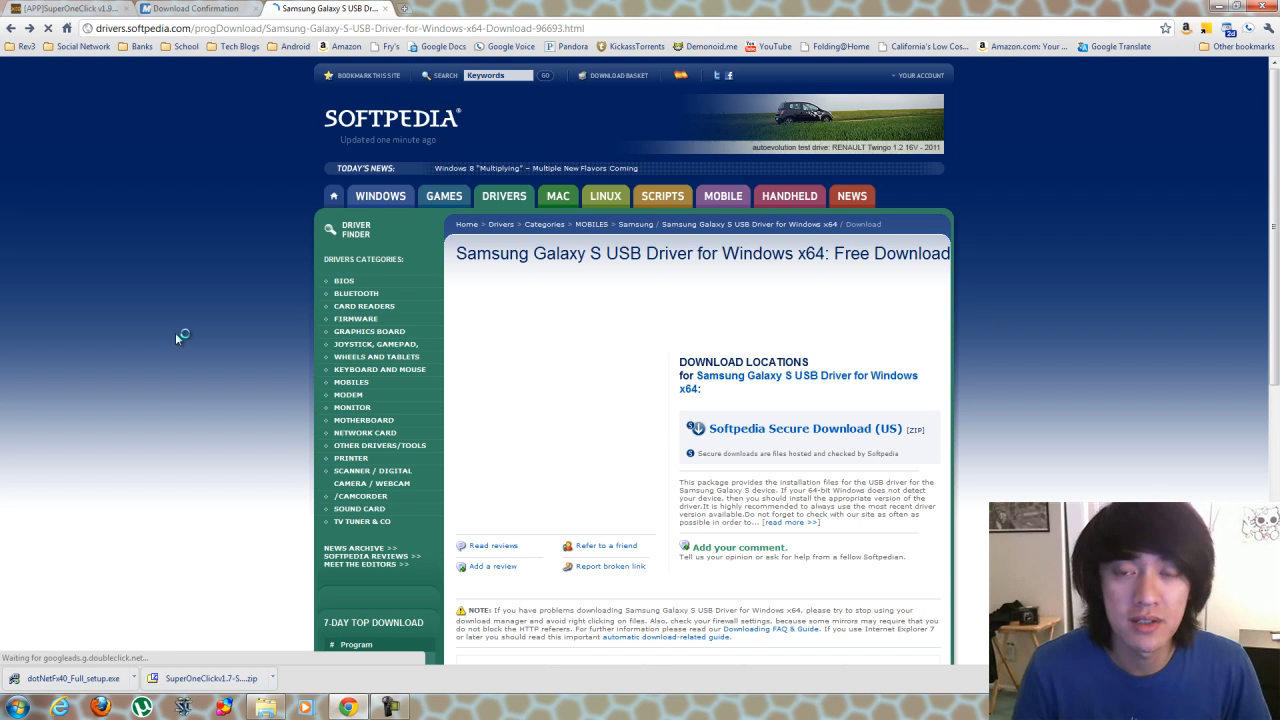 [APP]SuperOneClick v1.9...
Download Confirmation
Samsung Galaxy S USB Dr...
drivers.softpedia.com/progDownload/Samsung-Galaxy-S-USB-Driver-for-Windows-x64-Download-96693.html
Rev3 Social Networking Banks School Tech Blogs Android Amazon Fry's Google Docs Google Voice Pandora KickassTorrents Demonoid.me YouTube Folding@Home California's Low Cos... Amazon.com: Your ... Google Translate Other bookmarks
BOOKMARK THIS SITE SEARCH Keywords GO DOWNLOAD BASKET YOUR ACCOUNT
SOFTPEDIA®
Updated one minute ago
autoevolution test drive: RENAULT Twingo 1.2 16V - 2011
TODAY'S NEWS: Windows 8 "Multiplying" – Multiple New Flavors Coming
WINDOWS GAMES DRIVERS MAC LINUX SCRIPTS MOBILE HANDHELD NEWS
DRIVER
FINDER
Home > Drivers > Categories > MOBILES > Samsung / Samsung Galaxy S USB Driver for Windows x64 / Download
Samsung Galaxy S USB Driver for Windows x64: Free Download
DRIVERS CATEGORIES:
BIOS
BLUETOOTH
CARD READERS
FIRMWARE
GRAPHICS BOARD
JOYSTICK, GAMEPAD,
WHEELS AND TABLETS
KEYBOARD AND MOUSE
MOBILES
MODEM
MONITOR
MOTHERBOARD
NETWORK CARD
OTHER DRIVERS/TOOLS
PRINTER
SCANNER / DIGITAL
CAMERA / WEBCAM
/CAMCORDER
SOUND CARD
TV TUNER & CO
NEWS ARCHIVE >>
SOFTPEDIA REVIEWS >>
MEET THE EDITORS >>
7-DAY TOP DOWNLOAD
# Program
DOWNLOAD LOCATIONS
for Samsung Galaxy S USB Driver for Windows
x64:
Softpedia Secure Download (US) [ZIP]
Secure downloads are files hosted and checked by Softpedia
This package provides the installation files for the USB driver for the
Samsung Galaxy S device. If your 64-bit Windows does not detect
your device, then you should install the appropriate version of the
driver.It is highly recommended to always use the most recent driver
version available.Do not forget to check with our site as often as
possible in order to... [read more >>]
Read reviews Refer to a friend
Add a review Report broken link
Add your comment.
Tell us your opinion or ask for help from a fellow Softpedian.
NOTE: If you have problems downloading Samsung Galaxy S USB Driver for Windows x64, please try to stop using your
download manager and avoid right clicking on files. Also, check your firewall settings, because some mirrors may require that you
do not block the HTTP referers. For further information please read our Downloading FAQ & Guide. If you use Internet Explorer 7
or later you should read this important automatic download-related guide.
Waiting for googleads.g.doubleclick.net...
dotNetFx40_Full_setup.exe
SuperOneClickv1.7-S....zip